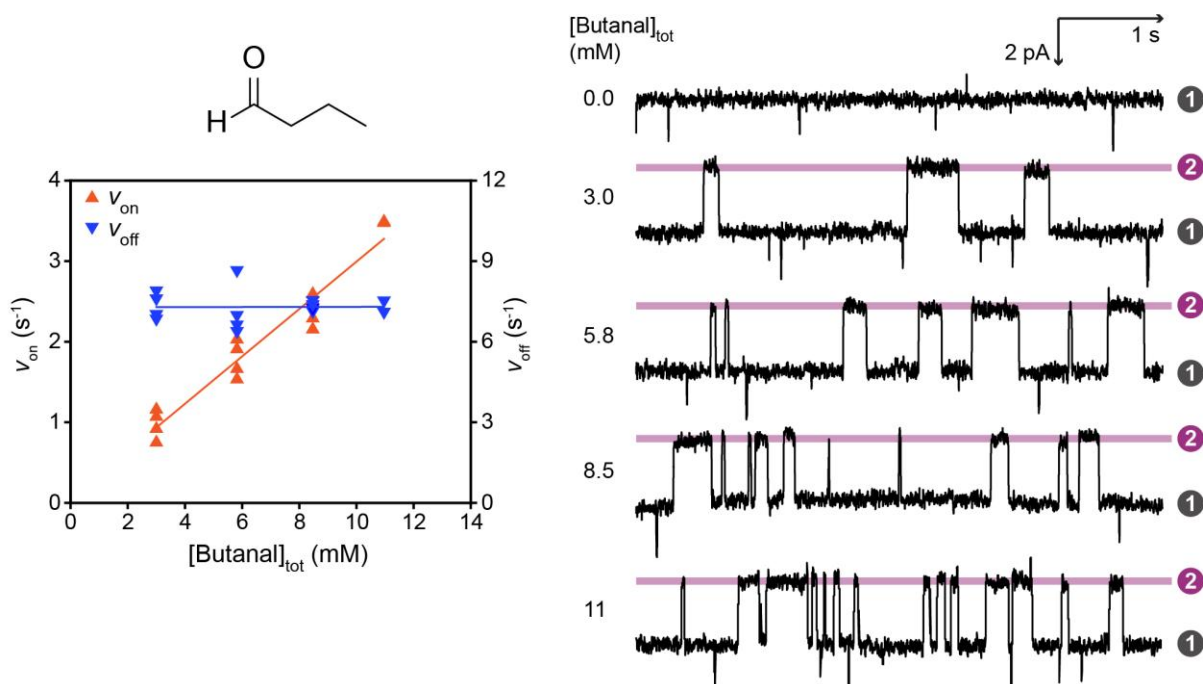 O
H
4
3
2
1
0
v_on
v_off
12
9
6
3
0
v_on (s⁻¹)
v_off (s⁻¹)
0 2 4 6 8 10 12 14
[Butanal]_tot (mM)
[Butanal]_tot
(mM)
1 s
2 pA
0.0
1
2
3.0
1
2
5.8
1
2
8.5
1
2
11
1